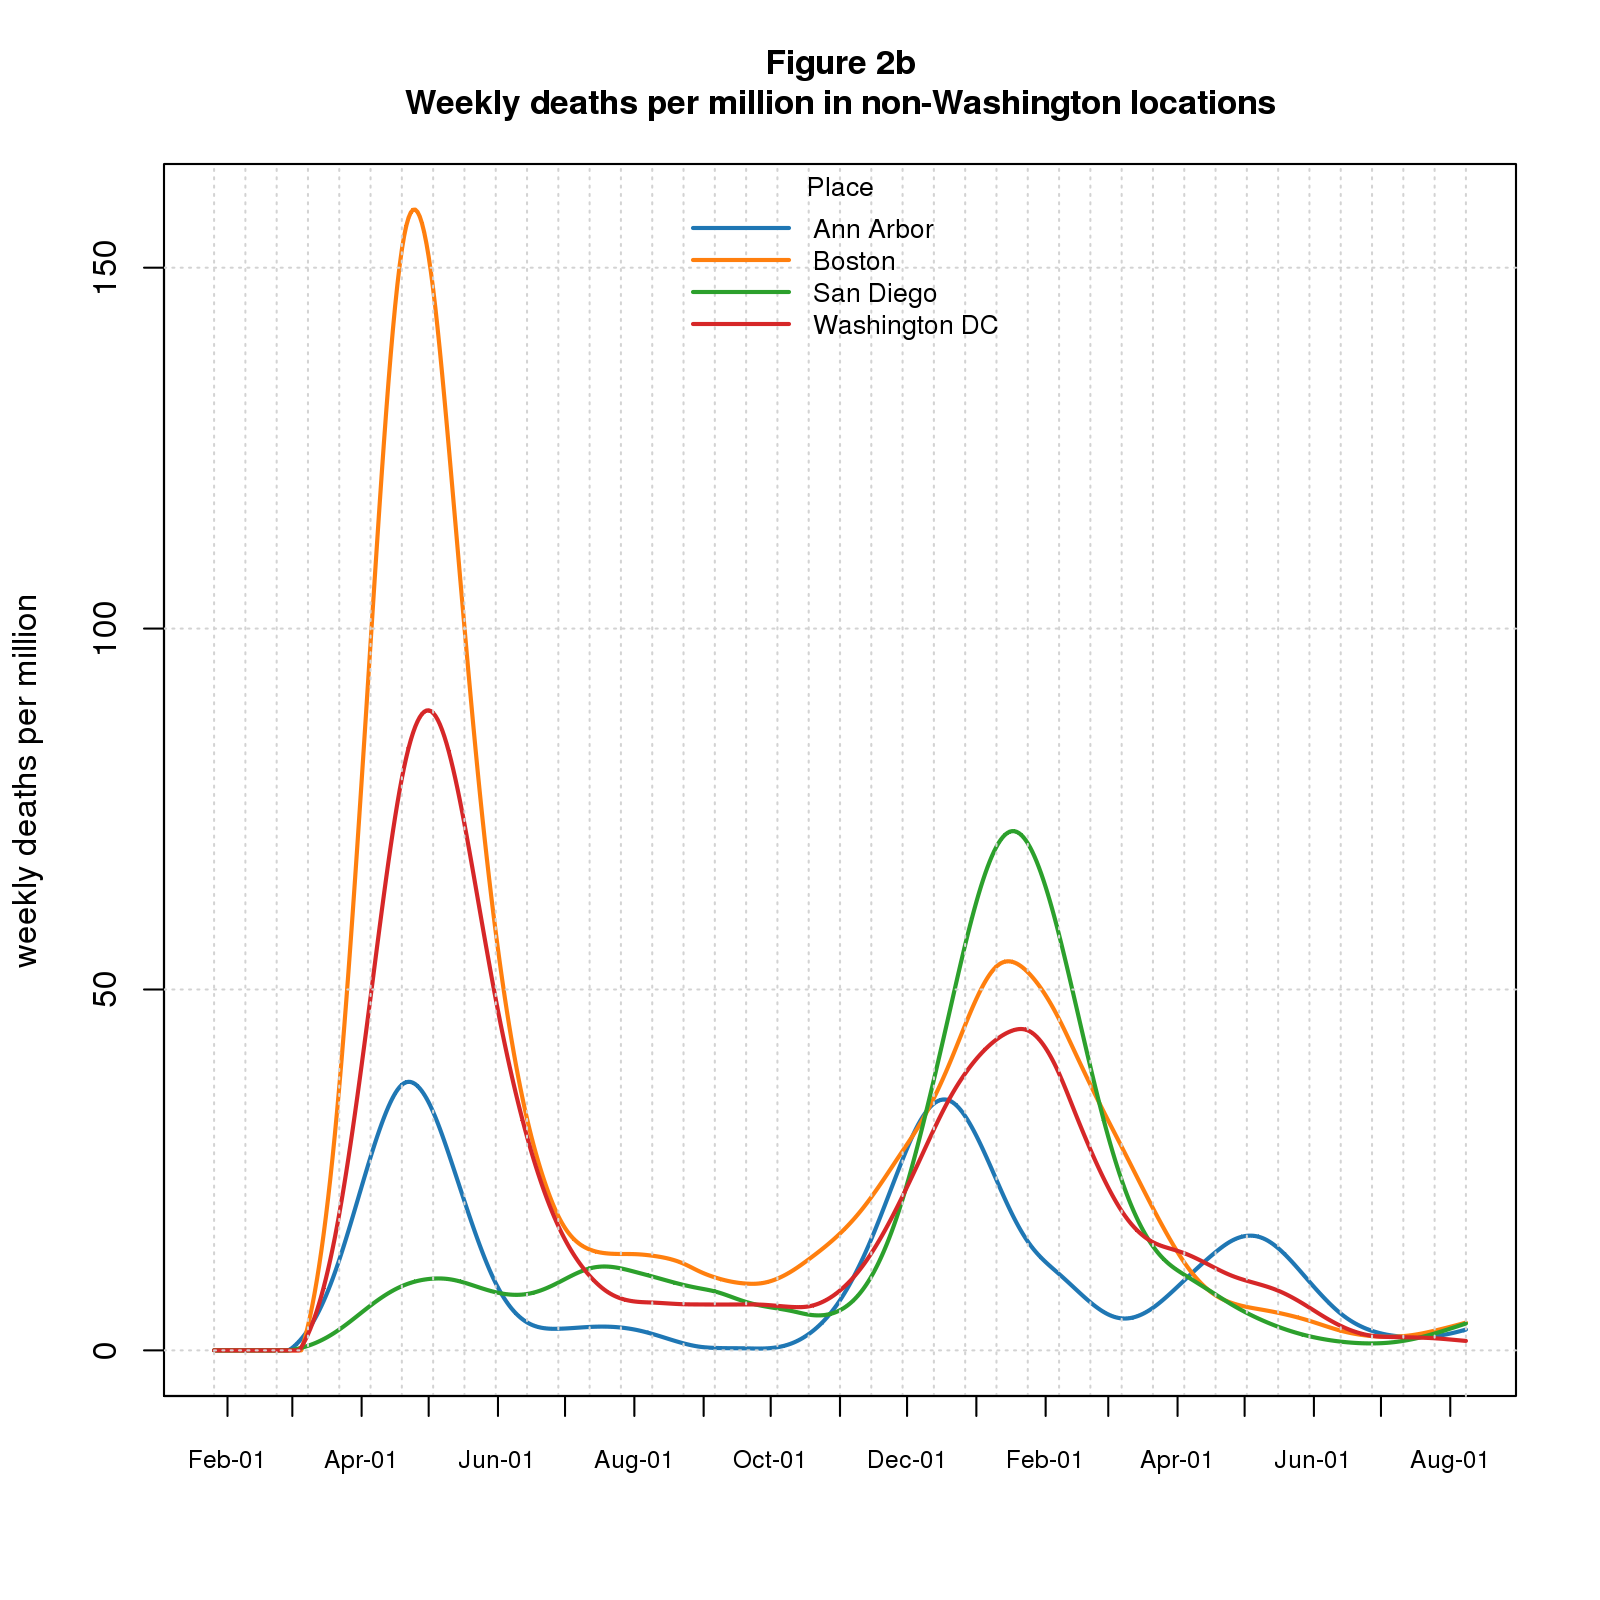 Figure 2b
Weekly deaths per million in non-Washington locations
Place
Ann Arbor
Boston
San Diego
Washington DC
weekly deaths per million
150
100
50
0
Feb-01 Apr-01 Jun-01 Aug-01 Oct-01 Dec-01 Feb-01 Apr-01 Jun-01 Aug-01